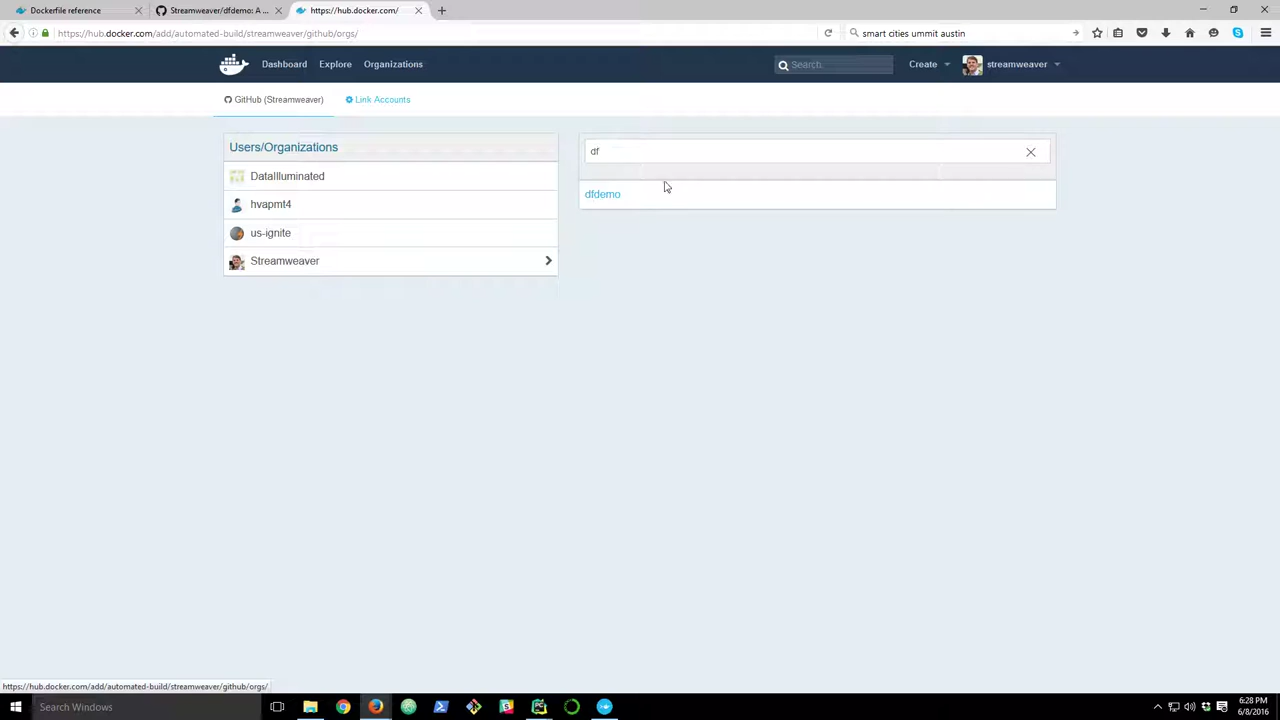 Dockerfile reference
Streamweaver/dfdemo: A ...
https://hub.docker.com/
https://hub.docker.com/add/automated-build/streamweaver/github/orgs/
smart cities ummit austin
Dashboard Explore Organizations
Search.
Create streamweaver
GitHub (Streamweaver) Link Accounts
Users/Organizations
DataIlluminated
hvapmt4
us-ignite
Streamweaver
df
dfdemo
https://hub.docker.com/add/automated-build/streamweaver/github/orgs/.
Search Windows
6:28 PM
6/8/2016